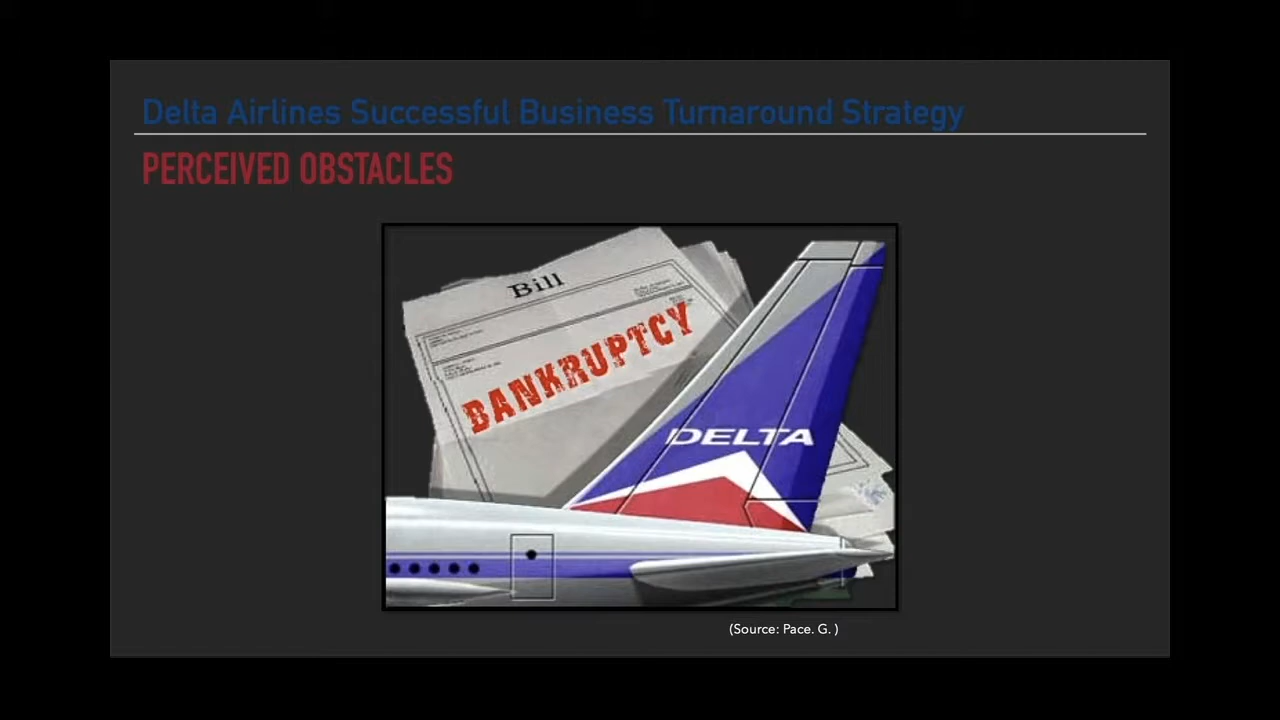 Delta Airlines Successful Business Turnaround Strategy
PERCEIVED OBSTACLES
Bill
BANKRUPTCY
DELTA
(Source: Pace. G. )